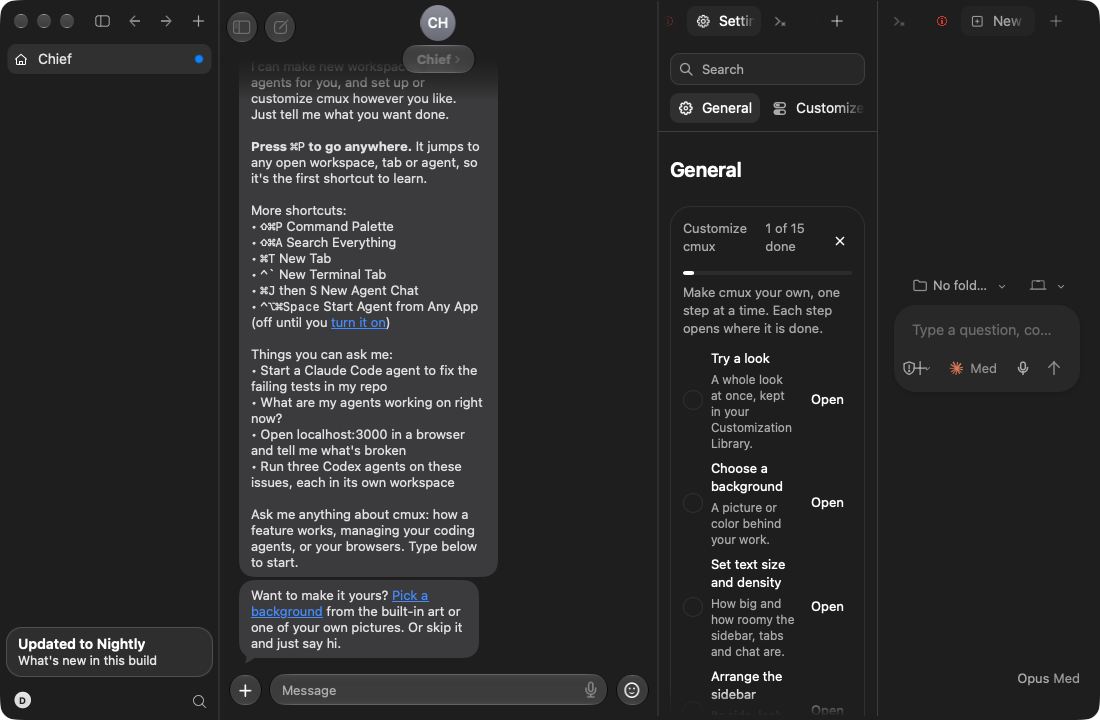 Chief
Updated to Nightly
What's new in this build
D
CH
Chief
I can make new workspac
agents for you, and set up or
customize cmux however you like.
Just tell me what you want done.
Press ⌘P to go anywhere. It jumps to
any open workspace, tab or agent, so
it's the first shortcut to learn.
More shortcuts:
• ⇧⌘P Command Palette
• ⇧⌘A Search Everything
• ⌘T New Tab
• ^` New Terminal Tab
• ⌘J then S New Agent Chat
• ^⌥⌘Space Start Agent from Any App
(off until you turn it on)
Things you can ask me:
• Start a Claude Code agent to fix the
failing tests in my repo
• What are my agents working on right
now?
• Open localhost:3000 in a browser
and tell me what's broken
• Run three Codex agents on these
issues, each in its own workspace
Ask me anything about cmux: how a
feature works, managing your coding
agents, or your browsers. Type below
to start.
Want to make it yours? Pick a
background from the built-in art or
one of your own pictures. Or skip it
and just say hi.
Message
Settin
Search
General
Customize
General
Customize
cmux
1 of 15
done
Make cmux your own, one
step at a time. Each step
opens where it is done.
Try a look
A whole look
at once, kept
in your
Customization
Library.
Open
Choose a
background
A picture or
color behind
your work.
Open
Set text size
and density
How big and
how roomy the
sidebar, tabs
and chat are.
Open
Arrange the
sidebar
Open
New
No fold...
Type a question, co...
Med
Opus Med